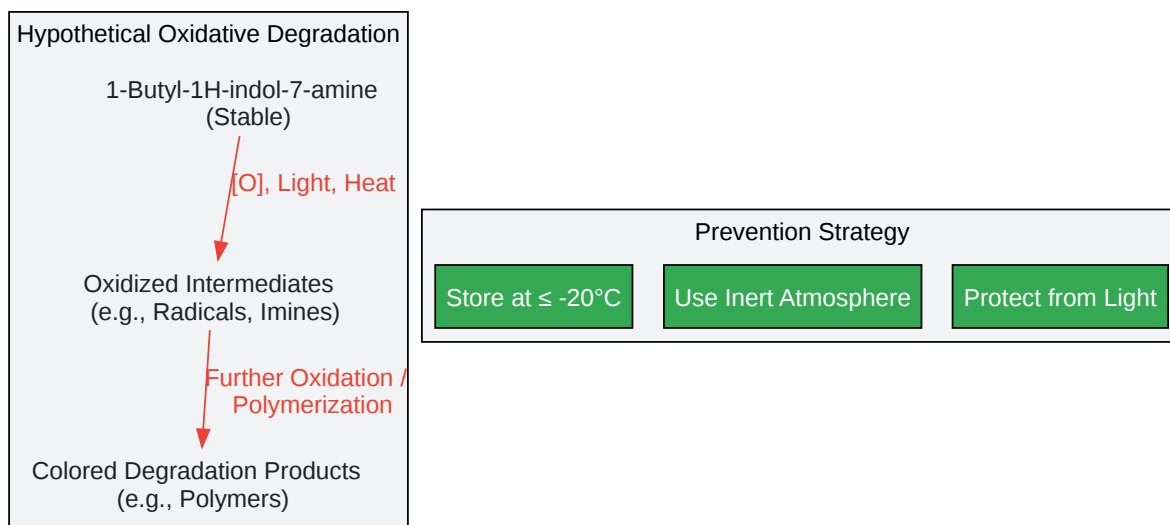 Hypothetical Oxidative Degradation
1-Butyl-1H-indol-7-amine
(Stable)
[O], Light, Heat
Oxidized Intermediates
(e.g., Radicals, Imines)
Further Oxidation /
Polymerization
Colored Degradation Products
(e.g., Polymers)
Prevention Strategy
Store at ≤ -20°C
Use Inert Atmosphere
Protect from Light